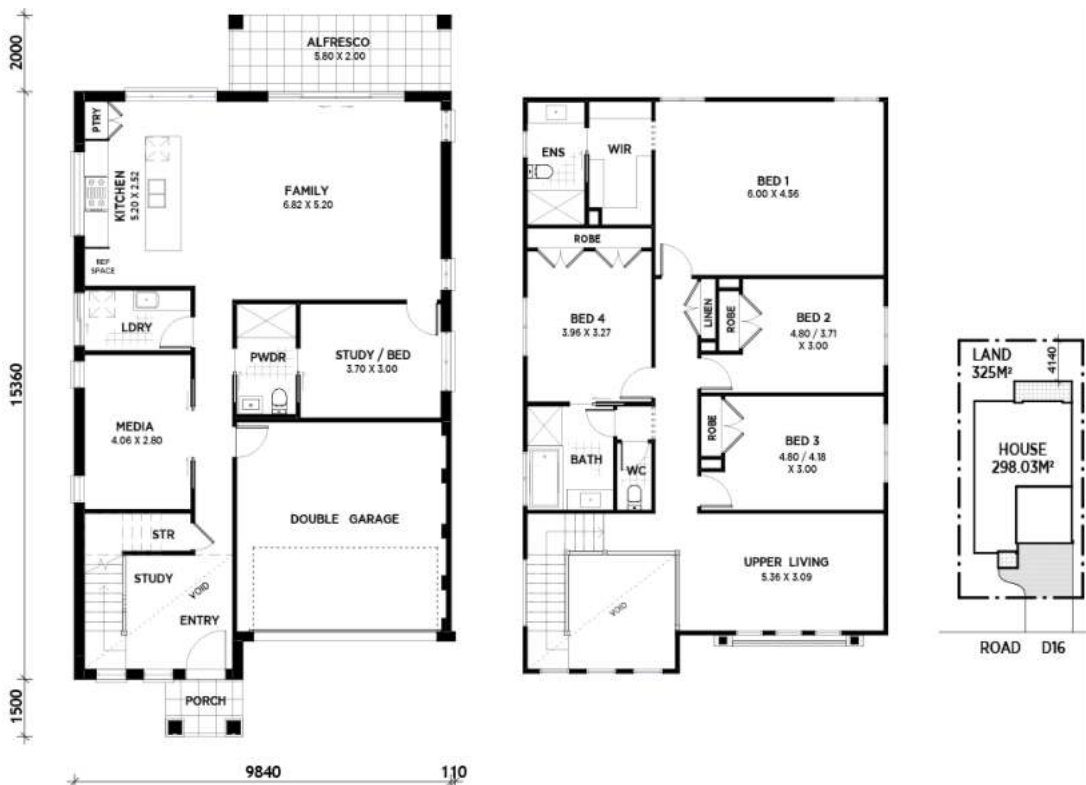 2000
ALFRESCO
5.80 X 2.00
15360
1500
PTRY
KITCHEN
5.20 X 2.52
REF
SPACE
FAMILY
6.82 X 5.20
LDRY
PWDR
STUDY / BED
3.70 X 3.00
MEDIA
4.06 X 2.80
STR
STUDY
VOID
ENTRY
DOUBLE GARAGE
PORCH
9840
110
ENS
WIR
BED 1
6.00 X 4.56
ROBE
BED 4
3.96 X 3.27
LINEN
ROBE
BED 2
4.80 / 3.71
X 3.00
ROBE
BED 3
4.80 / 4.18
X 3.00
BATH
WC
VOID
UPPER LIVING
5.36 X 3.09
LAND
325M²
4140
HOUSE
298.03M²
ROAD D16